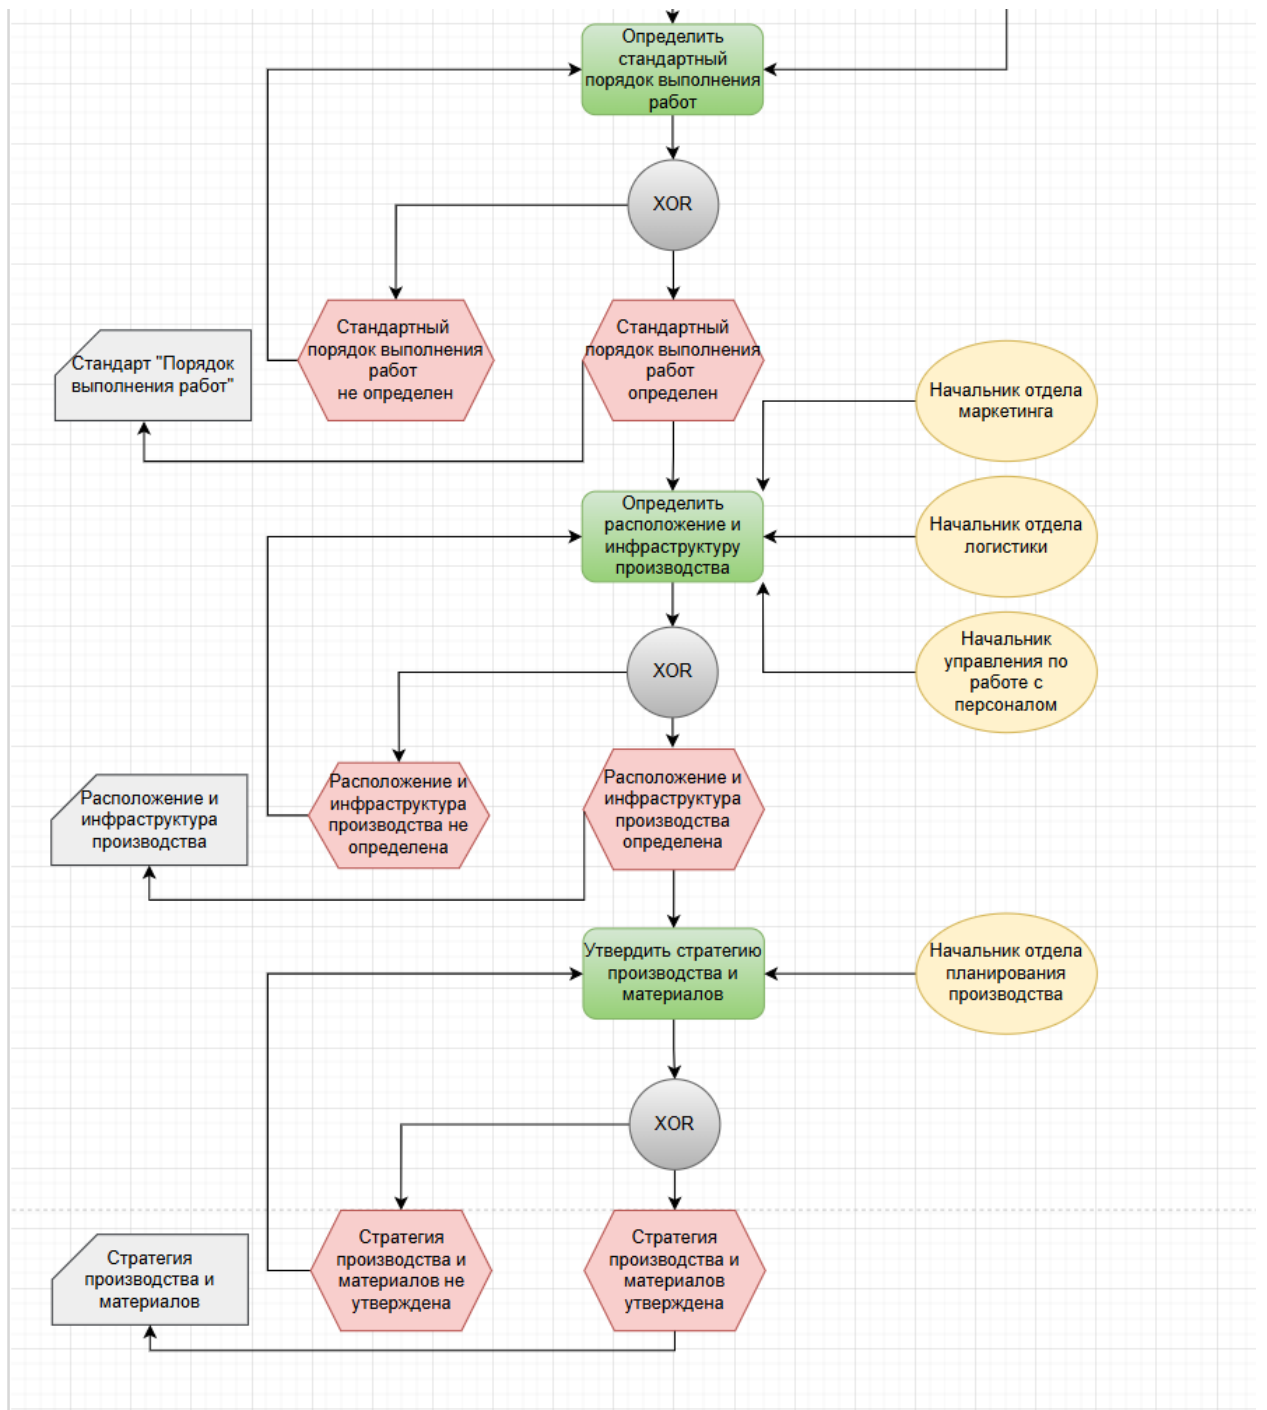 Определить
стандартный
порядок выполнения
работ
XOR
Стандарт "Порядок
выполнения работ"
Стандартный
порядок выполнения
работ
не определен
Стандартный
порядок выполнения
работ
определен
Начальник отдела
маркетинга
Определить
расположение и
инфраструктуру
производства
Начальник отдела
логистики
XOR
Начальник
управления по
работе с
персоналом
Расположение и
инфраструктура
производства
Расположение и
инфраструктура
производства не
определена
Расположение и
инфраструктура
производства
определена
Утвердить стратегию
производства и
материалов
Начальник отдела
планирования
производства
XOR
Стратегия
производства и
материалов
Стратегия
производства и
материалов не
утверждена
Стратегия
производства и
материалов
утверждена